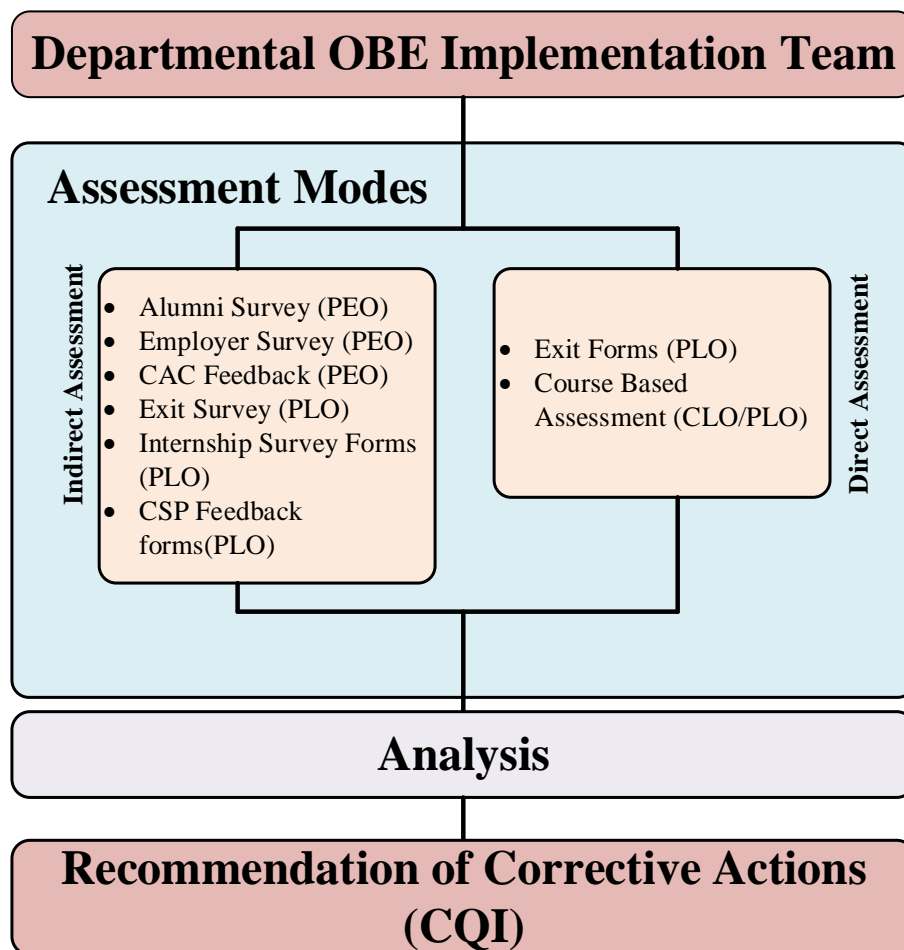 Departmental OBE Implementation Team
Assessment Modes
Indirect Assessment
• Alumni Survey (PEO)
• Employer Survey (PEO)
• CAC Feedback (PEO)
• Exit Survey (PLO)
• Internship Survey Forms
(PLO)
• CSP Feedback
forms(PLO)
• Exit Forms (PLO)
• Course Based
Assessment (CLO/PLO)
Direct Assessment
Analysis
Recommendation of Corrective Actions
(CQI)